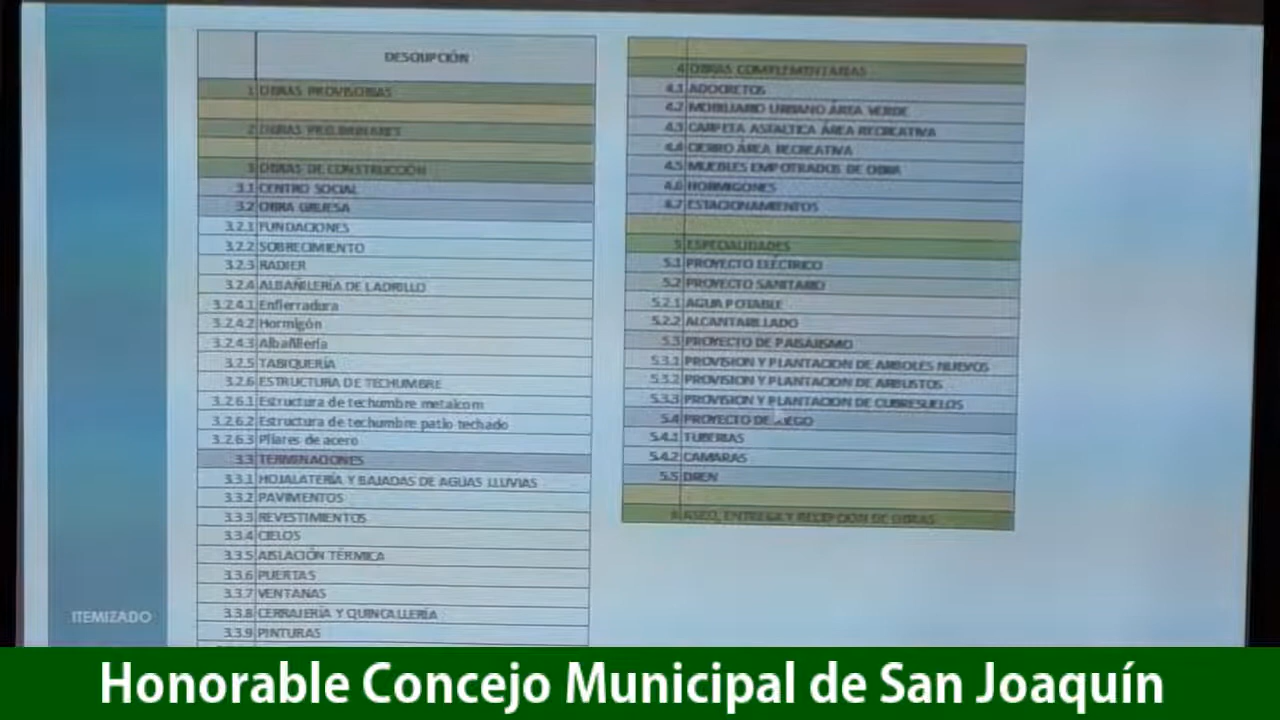 DESCRIPCIÓN
1 OBRAS PROVISORIAS
2 OBRAS PRELIMINARES
3 OBRAS DE CONSTRUCCIÓN
3.1 CENTRO SOCIAL
3.2 OBRA GRUESA
3.2.1 FUNDACIONES
3.2.2 SOBRECIMIENTO
3.2.3 RADIER
3.2.4 ALBAÑILERÍA DE LADRILLO
3.2.4.1 Enfierradura
3.2.4.2 Hormigón
3.2.4.3 Albañilería
3.2.5 TABIQUERÍA
3.2.6 ESTRUCTURA DE TECHUMBRE
3.2.6.1 Estructura de techumbre metalcom
3.2.6.2 Estructura de techumbre patio techado
3.2.6.3 Pilares de acero
3.3 TERMINACIONES
3.3.1 HOJALATERÍA Y BAJADAS DE AGUAS LLUVIAS
3.3.2 PAVIMENTOS
3.3.3 REVESTIMIENTOS
3.3.4 CIELOS
3.3.5 AISLACIÓN TÉRMICA
3.3.6 PUERTAS
3.3.7 VENTANAS
3.3.8 CERRAJERÍA Y QUINCALLERÍA
3.3.9 PINTURAS
4 OBRAS COMPLEMENTARIAS
4.1 ADOCRETOS
4.2 MOBILIARIO URBANO ÁREA VERDE
4.3 CARPETA ASFALTICA ÁREA RECREATIVA
4.4 CIERRO ÁREA RECREATIVA
4.5 MUEBLES EMPOTRADOS DE OBRA
4.6 HORMIGONES
4.7 ESTACIONAMIENTOS
5 ESPECIALIDADES
5.1 PROYECTO ELÉCTRICO
5.2 PROYECTO SANITARIO
5.2.1 AGUA POTABLE
5.2.2 ALCANTARILLADO
5.3 PROYECTO DE PAISAJISMO
5.3.1 PROVISION Y PLANTACION DE ARBOLES NUEVOS
5.3.2 PROVISION Y PLANTACION DE ARBUSTOS
5.3.3 PROVISION Y PLANTACION DE CUBRESUELOS
5.4 PROYECTO DE RIEGO
5.4.1 TUBERIAS
5.4.2 CAMARAS
5.5 DREN
6 ASEO, ENTREGA Y RECEPCION DE OBRAS
ITEMIZADO
Honorable Concejo Municipal de San Joaquín